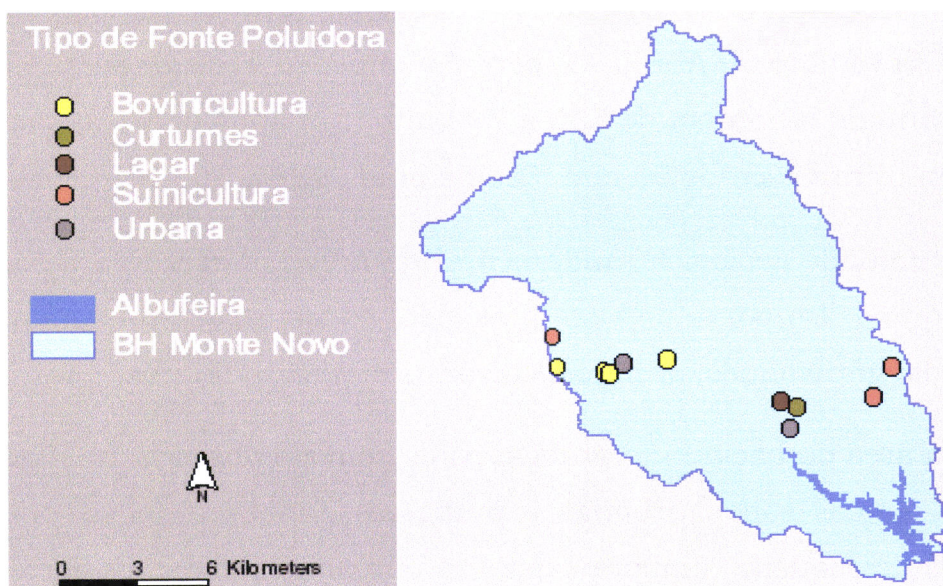 Tipo de Fonte Poluidora
Bovinicultura
Curtumes
Lagar
Suinicultura
Urbana
Albufeira
BH Monte Novo
N
0 3 6 Kilometers